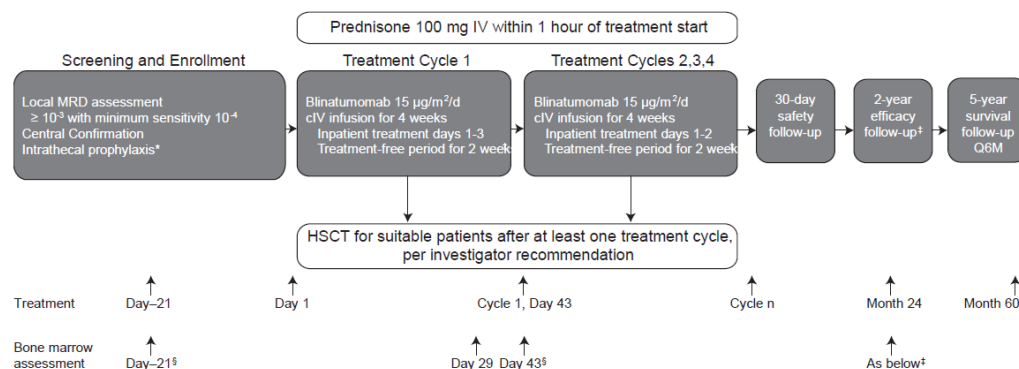 Prednisone 100 mg IV within 1 hour of treatment start
Screening and Enrollment
Local MRD assessment
≥ 10-3 with minimum sensitivity 10-4
Central Confirmation
Intrathecal prophylaxis*
Treatment Cycle 1
Blinatumomab 15 µg/m2/d
cIV infusion for 4 weeks
Inpatient treatment days 1-3
Treatment-free period for 2 weeks
Treatment Cycles 2,3,4
Blinatumomab 15 µg/m2/d
cIV infusion for 4 weeks
Inpatient treatment days 1-2
Treatment-free period for 2 weeks
30-day
safety
follow-up
2-year
efficacy
follow-up‡
5-year
survival
follow-up
Q6M
HSCT for suitable patients after at least one treatment cycle,
per investigator recommendation
Treatment Day–21 Day 1 Cycle 1, Day 43 Cycle n Month 24 Month 60
Bone marrow
assessment Day–21§ Day 29 Day 43§ As below‡